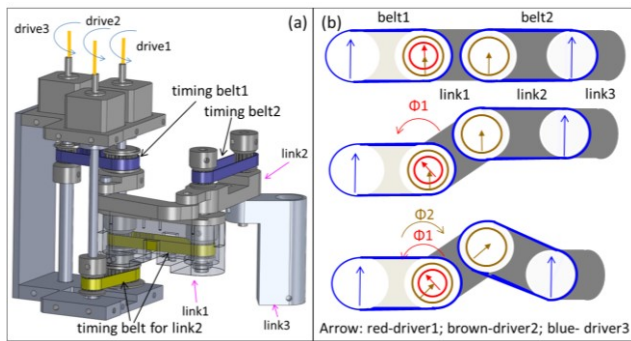 (a)
drive2
drive3
drive1
timing belt1
timing belt2
link2
link1
timing belt for link2
link3
(b)
belt1
belt2
link1
link2
link3
Φ1
Φ2
Φ1
Arrow: red-driver1; brown-driver2; blue- driver3